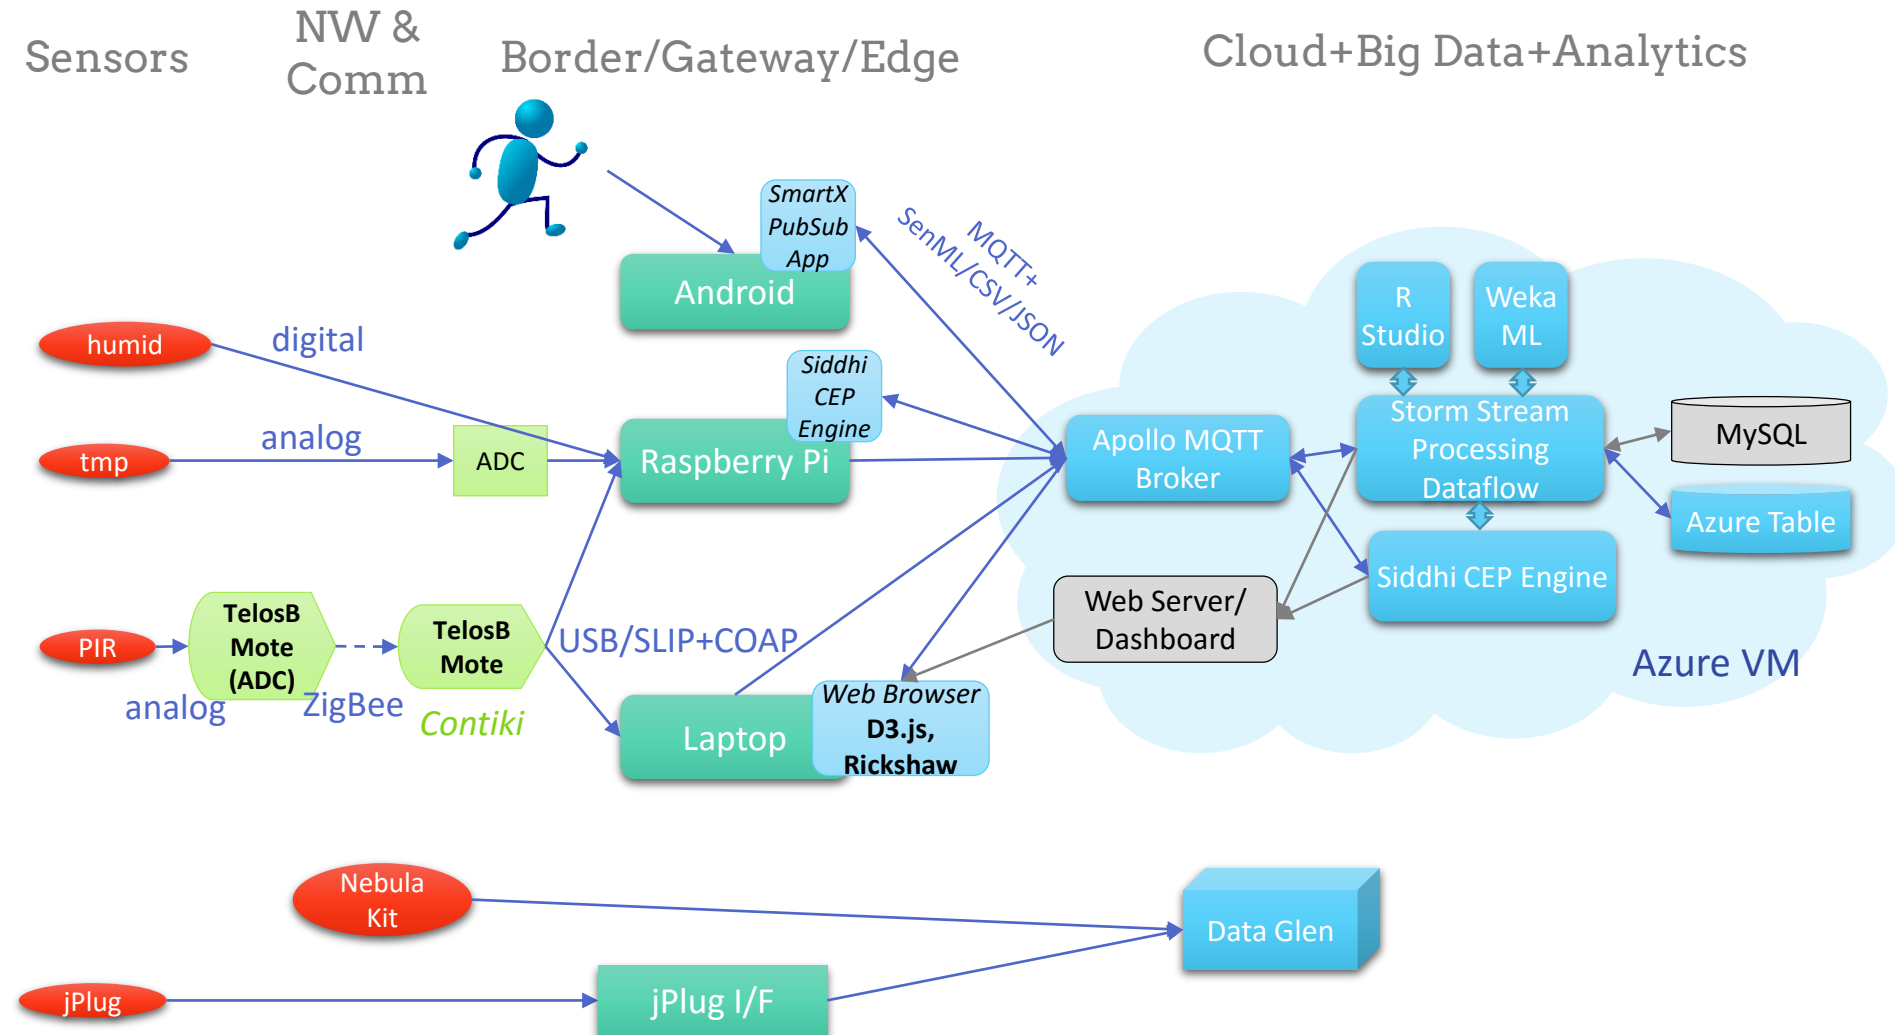 Sensors
NW &
Comm
Border/Gateway/Edge
Cloud+Big Data+Analytics
SmartX
PubSub
App
Android
MQTT+
SenML/CSV/JSON
humid
digital
Siddhi
CEP
Engine
R
Studio
Weka
ML
tmp
analog
ADC
Raspberry Pi
Apollo MQTT
Broker
Storm Stream
Processing
Dataflow
MySQL
Azure Table
Siddhi CEP Engine
Web Server/
Dashboard
Azure VM
PIR
analog
TelosB
Mote
(ADC)
ZigBee
TelosB
Mote
Contiki
USB/SLIP+COAP
Laptop
Web Browser
D3.js,
Rickshaw
Nebula
Kit
Data Glen
jPlug
jPlug I/F